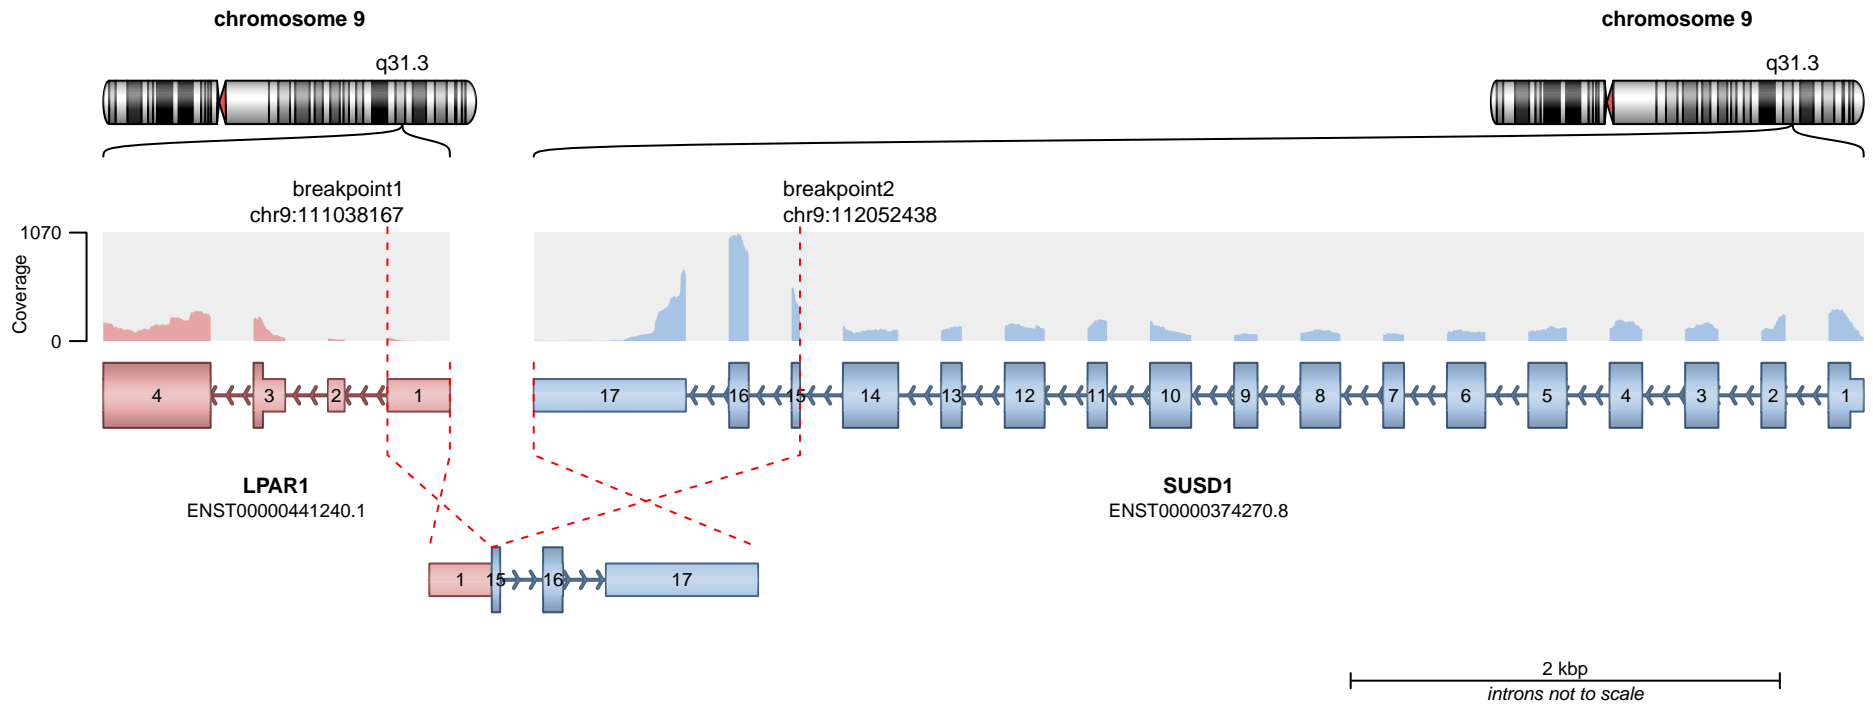 chromosome 9
chromosome 9
q31.3
q31.3
breakpoint1
chr9:111038167
breakpoint2
chr9:112052438
1070
Coverage
0
4
3
2
1
17
16
15
14
13
12
11
10
9
8
7
6
5
4
3
2
1
LPAR1
ENST00000441240.1
SUSD1
ENST00000374270.8
1
15
16
17
2 kbp
introns not to scale